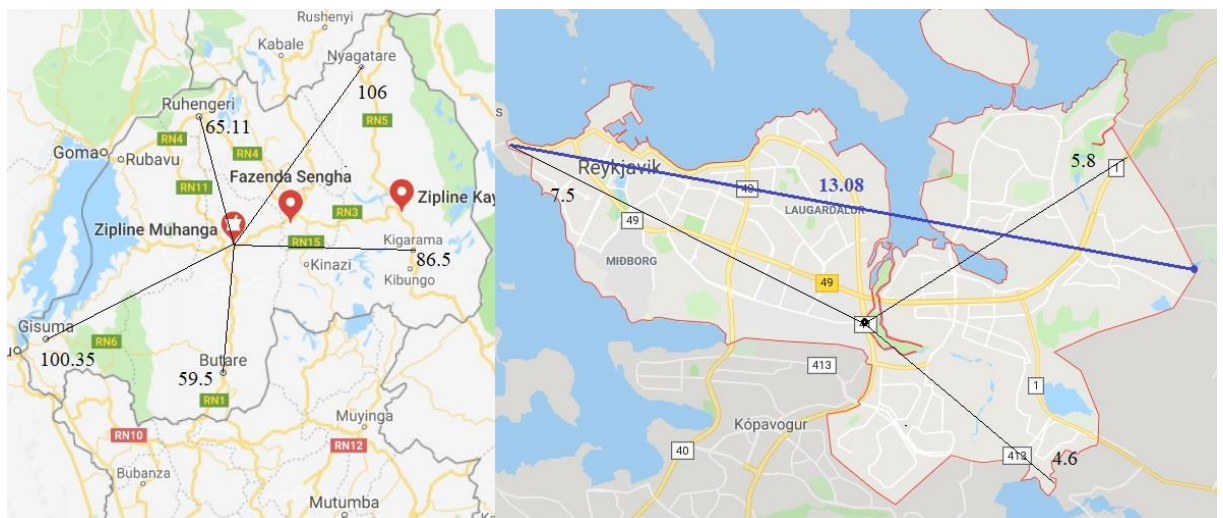 Rushenyi
Kabale
Nyagatare
106
Ruhengeri
65.11
RN5
RN4
RN4
Goma
Rubavu
RN11
Fazenda Sengha
Zipline Kay
RN3
Zipline Muhanga
RN15
Kigarama
86.5
Kinazi
Kibungo
Gisuma
u
RN6
100.35
Butare
59.5
RN1
Muyinga
RN10
RN12
Bubanza
Mutumba
s
Reykjavik
7.5
49
40
13.08
LAUGARDALUR
5.8
1
MIÐBORG
49
413
1
Kópavogur
40
413
4.6